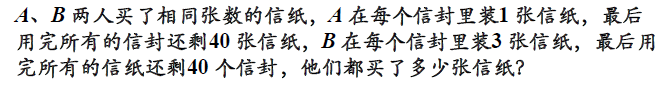 A、B 两人买了相同张数的信纸，A 在每个信封里装1 张信纸，最后
用完所有的信封还剩40 张信纸，B 在每个信封里装3 张信纸，最后用
完所有的信纸还剩40 个信封，他们都买了多少张信纸？